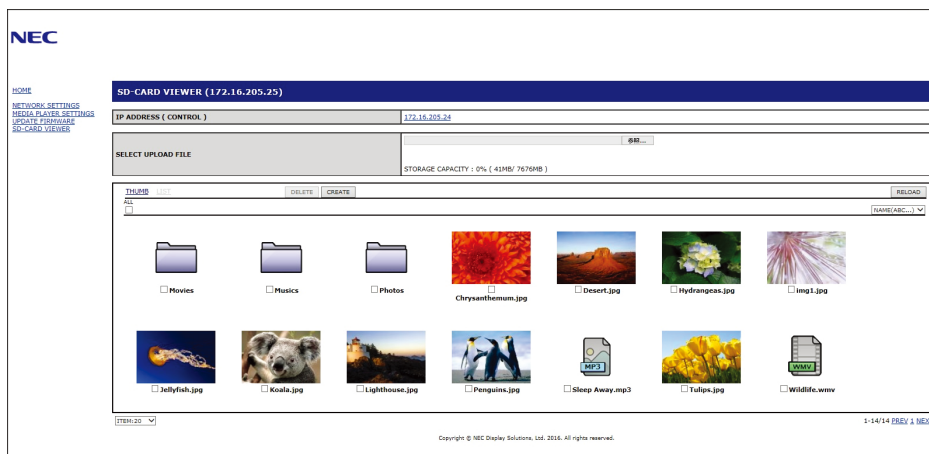 NEC
HOME
NETWORK SETTINGS
MEDIA PLAYER SETTINGS
UPDATE FIRMWARE
SD-CARD VIEWER
SD-CARD VIEWER (172.16.205.25)
IP ADDRESS ( CONTROL )
172.16.205.24
SELECT UPLOAD FILE
参照...
STORAGE CAPACITY : 0% ( 41MB/ 7676MB )
THUMB LIST DELETE CREATE RELOAD
ALL
NAME(ABC...)
Movies Musics Photos Chrysanthemum.jpg Desert.jpg Hydrangeas.jpg img1.jpg
MP3 WMV
Jellyfish.jpg Koala.jpg Lighthouse.jpg Penguins.jpg Sleep Away.mp3 Tulips.jpg Wildlife.wmv
ITEM:20
1-14/14 PREV 1 NEX
Copyright © NEC Display Solutions, Ltd. 2016. All rights reserved.